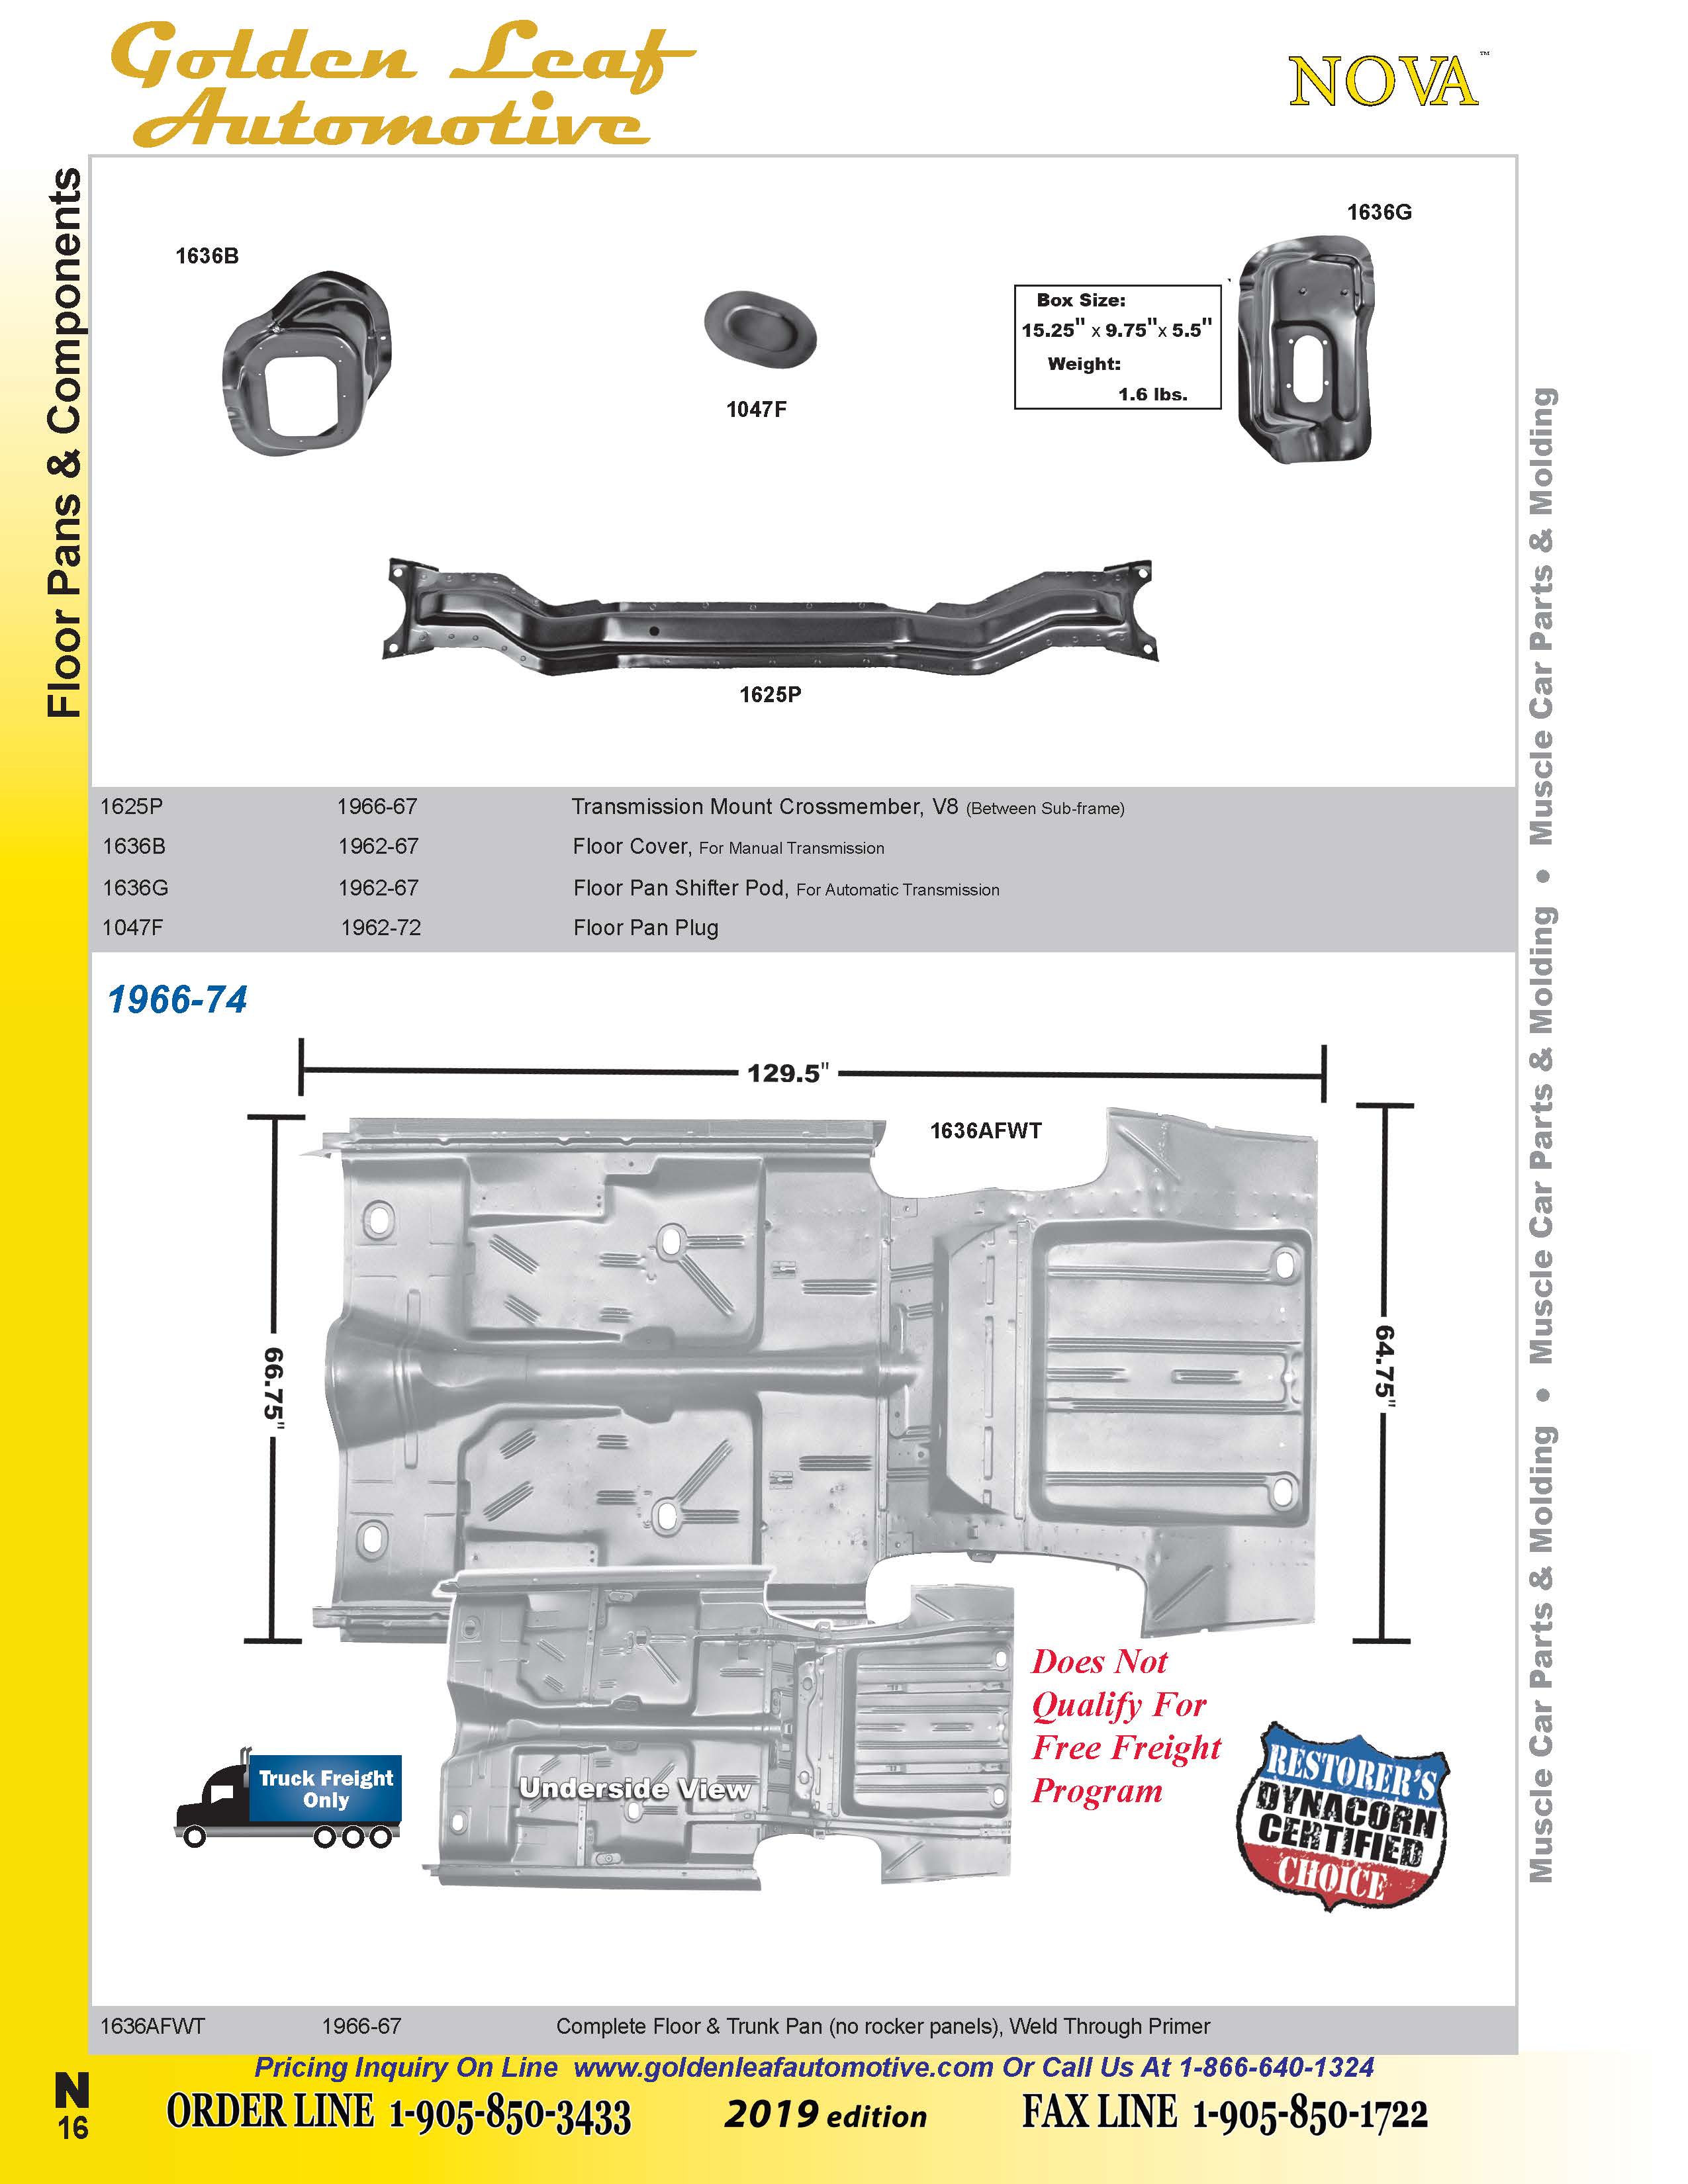 Golden Leaf
Automotive
NOVA™
Floor Pans & Components
1636B
1047F
Box Size:
15.25" x 9.75"x 5.5"
Weight:
1.6 lbs.
1636G
1625P
1625P 1966-67 Transmission Mount Crossmember, V8 (Between Sub-frame)
1636B 1962-67 Floor Cover, For Manual Transmission
1636G 1962-67 Floor Pan Shifter Pod, For Automatic Transmission
1047F 1962-72 Floor Pan Plug
1966-74
129.5"
1636AFWT
66.75"
64.75"
Underside View
Truck Freight
Only
Does Not
Qualify For
Free Freight
Program
RESTORER'S
DYNACORN
CERTIFIED
CHOICE
1636AFWT 1966-67 Complete Floor & Trunk Pan (no rocker panels), Weld Through Primer
Muscle Car Parts & Molding • Muscle Car Parts & Molding • Muscle Car Parts & Molding
Pricing Inquiry On Line www.goldenleafautomotive.com Or Call Us At 1-866-640-1324
N
16
ORDER LINE 1-905-850-3433 2019 edition FAX LINE 1-905-850-1722